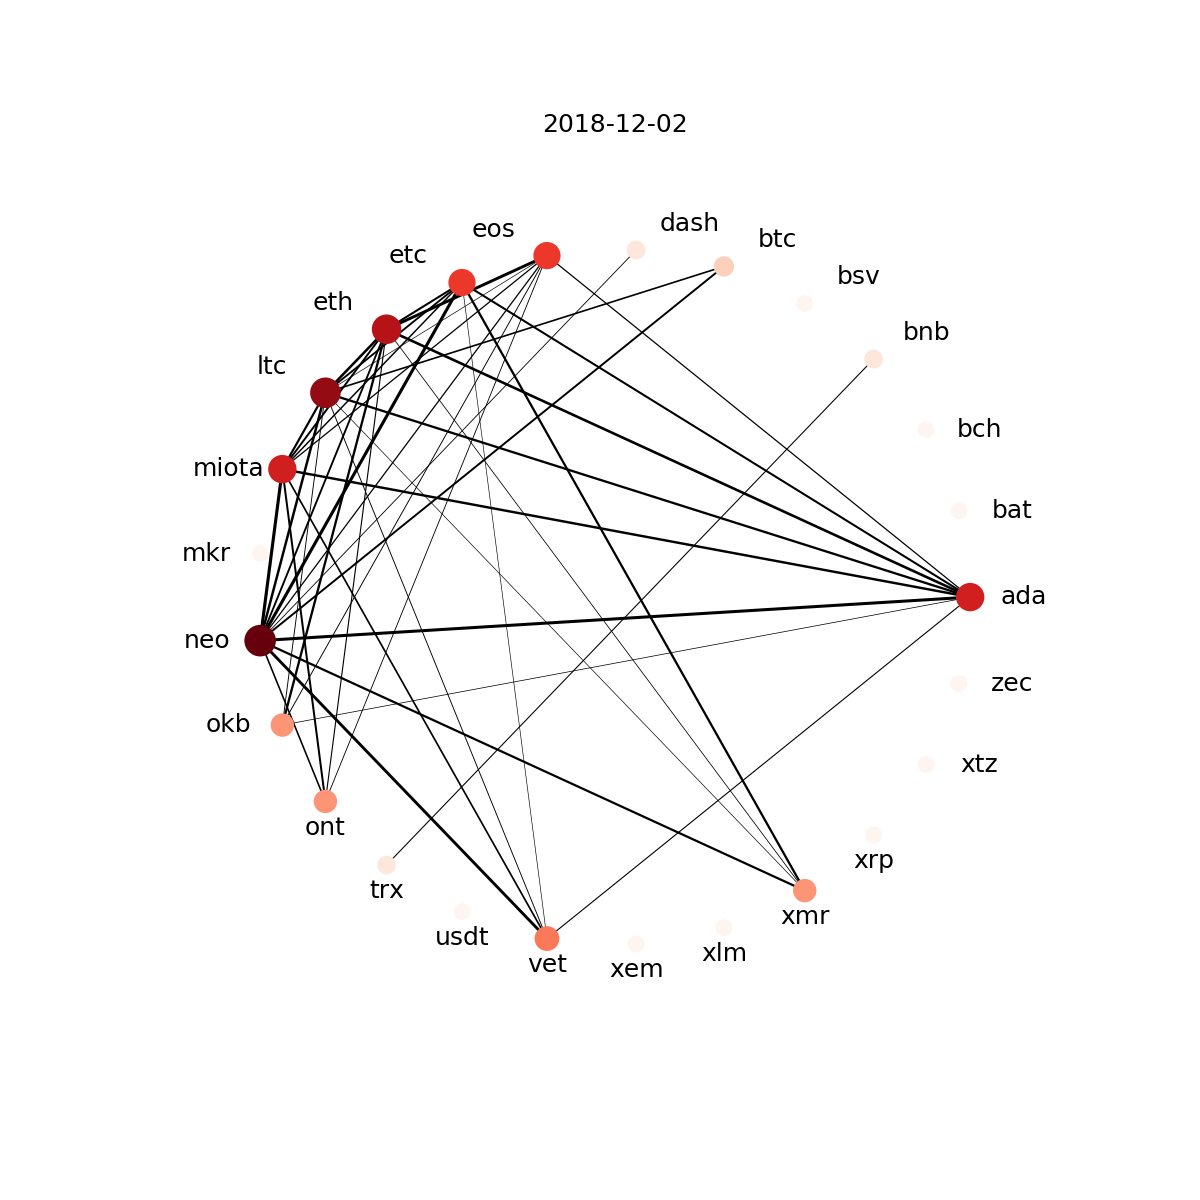 2018-12-02
dash
eos
btc
etc
bsv
eth
bnb
ltc
bch
miota
bat
mkr
ada
neo
zec
okb
xtz
ont
xrp
trx
xmr
usdt
xlm
vet
xem